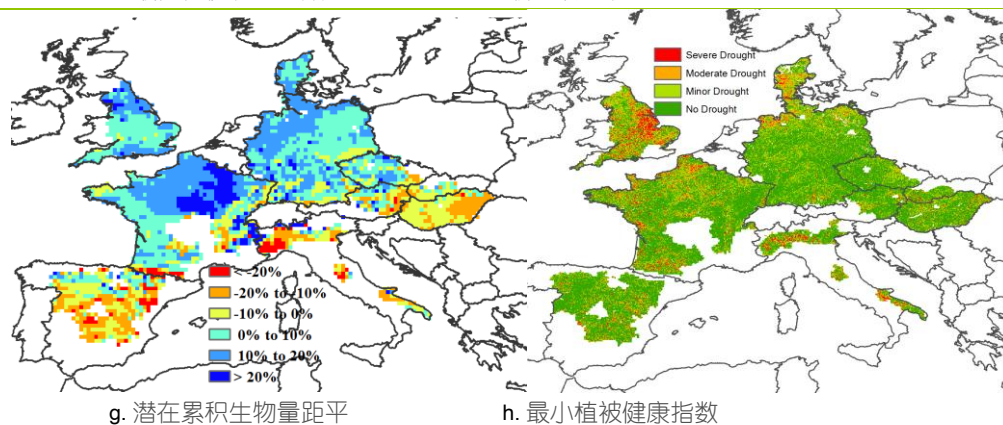 Severe Drought
Moderate Drought
Minor Drought
No Drought
-20%
-20% to -10%
-10% to 0%
0% to 10%
10% to 20%
> 20%
g. 潜在累积生物量距平
h. 最小植被健康指数